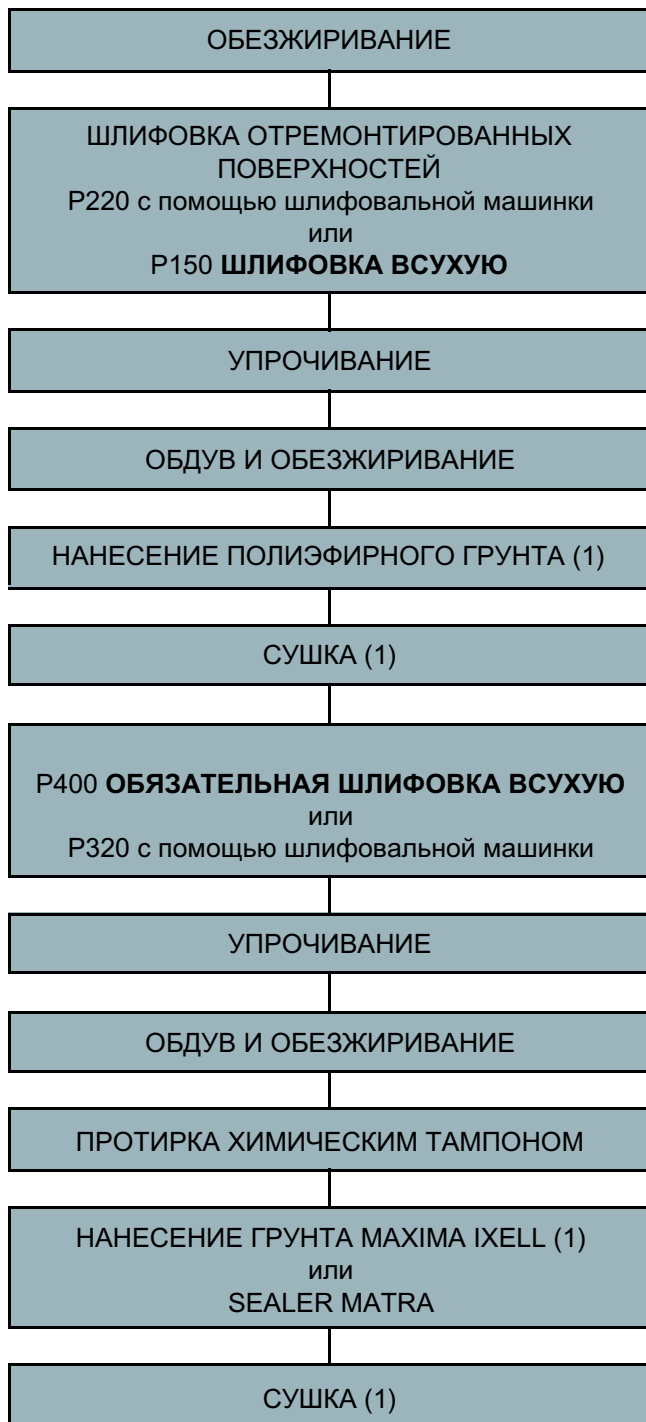 ОБЕЗЖИРИВАНИЕ
ШЛИФОВКА ОТРЕМОНТИРОВАННЫХ
ПОВЕРХНОСТЕЙ
P220 с помощью шлифовальной машинки
или
P150 ШЛИФОВКА ВСУХУЮ
УПРОЧИВАНИЕ
ОБДУВ И ОБЕЗЖИРИВАНИЕ
НАНЕСЕНИЕ ПОЛИЭФИРНОГО ГРУНТА (1)
СУШКА (1)
P400 ОБЯЗАТЕЛЬНАЯ ШЛИФОВКА ВСУХУЮ
или
P320 с помощью шлифовальной машинки
УПРОЧИВАНИЕ
ОБДУВ И ОБЕЗЖИРИВАНИЕ
ПРОТИРКА ХИМИЧЕСКИМ ТАМПОНОМ
НАНЕСЕНИЕ ГРУНТА MAXIMA IXELL (1)
или
SEALER MATRA
СУШКА (1)